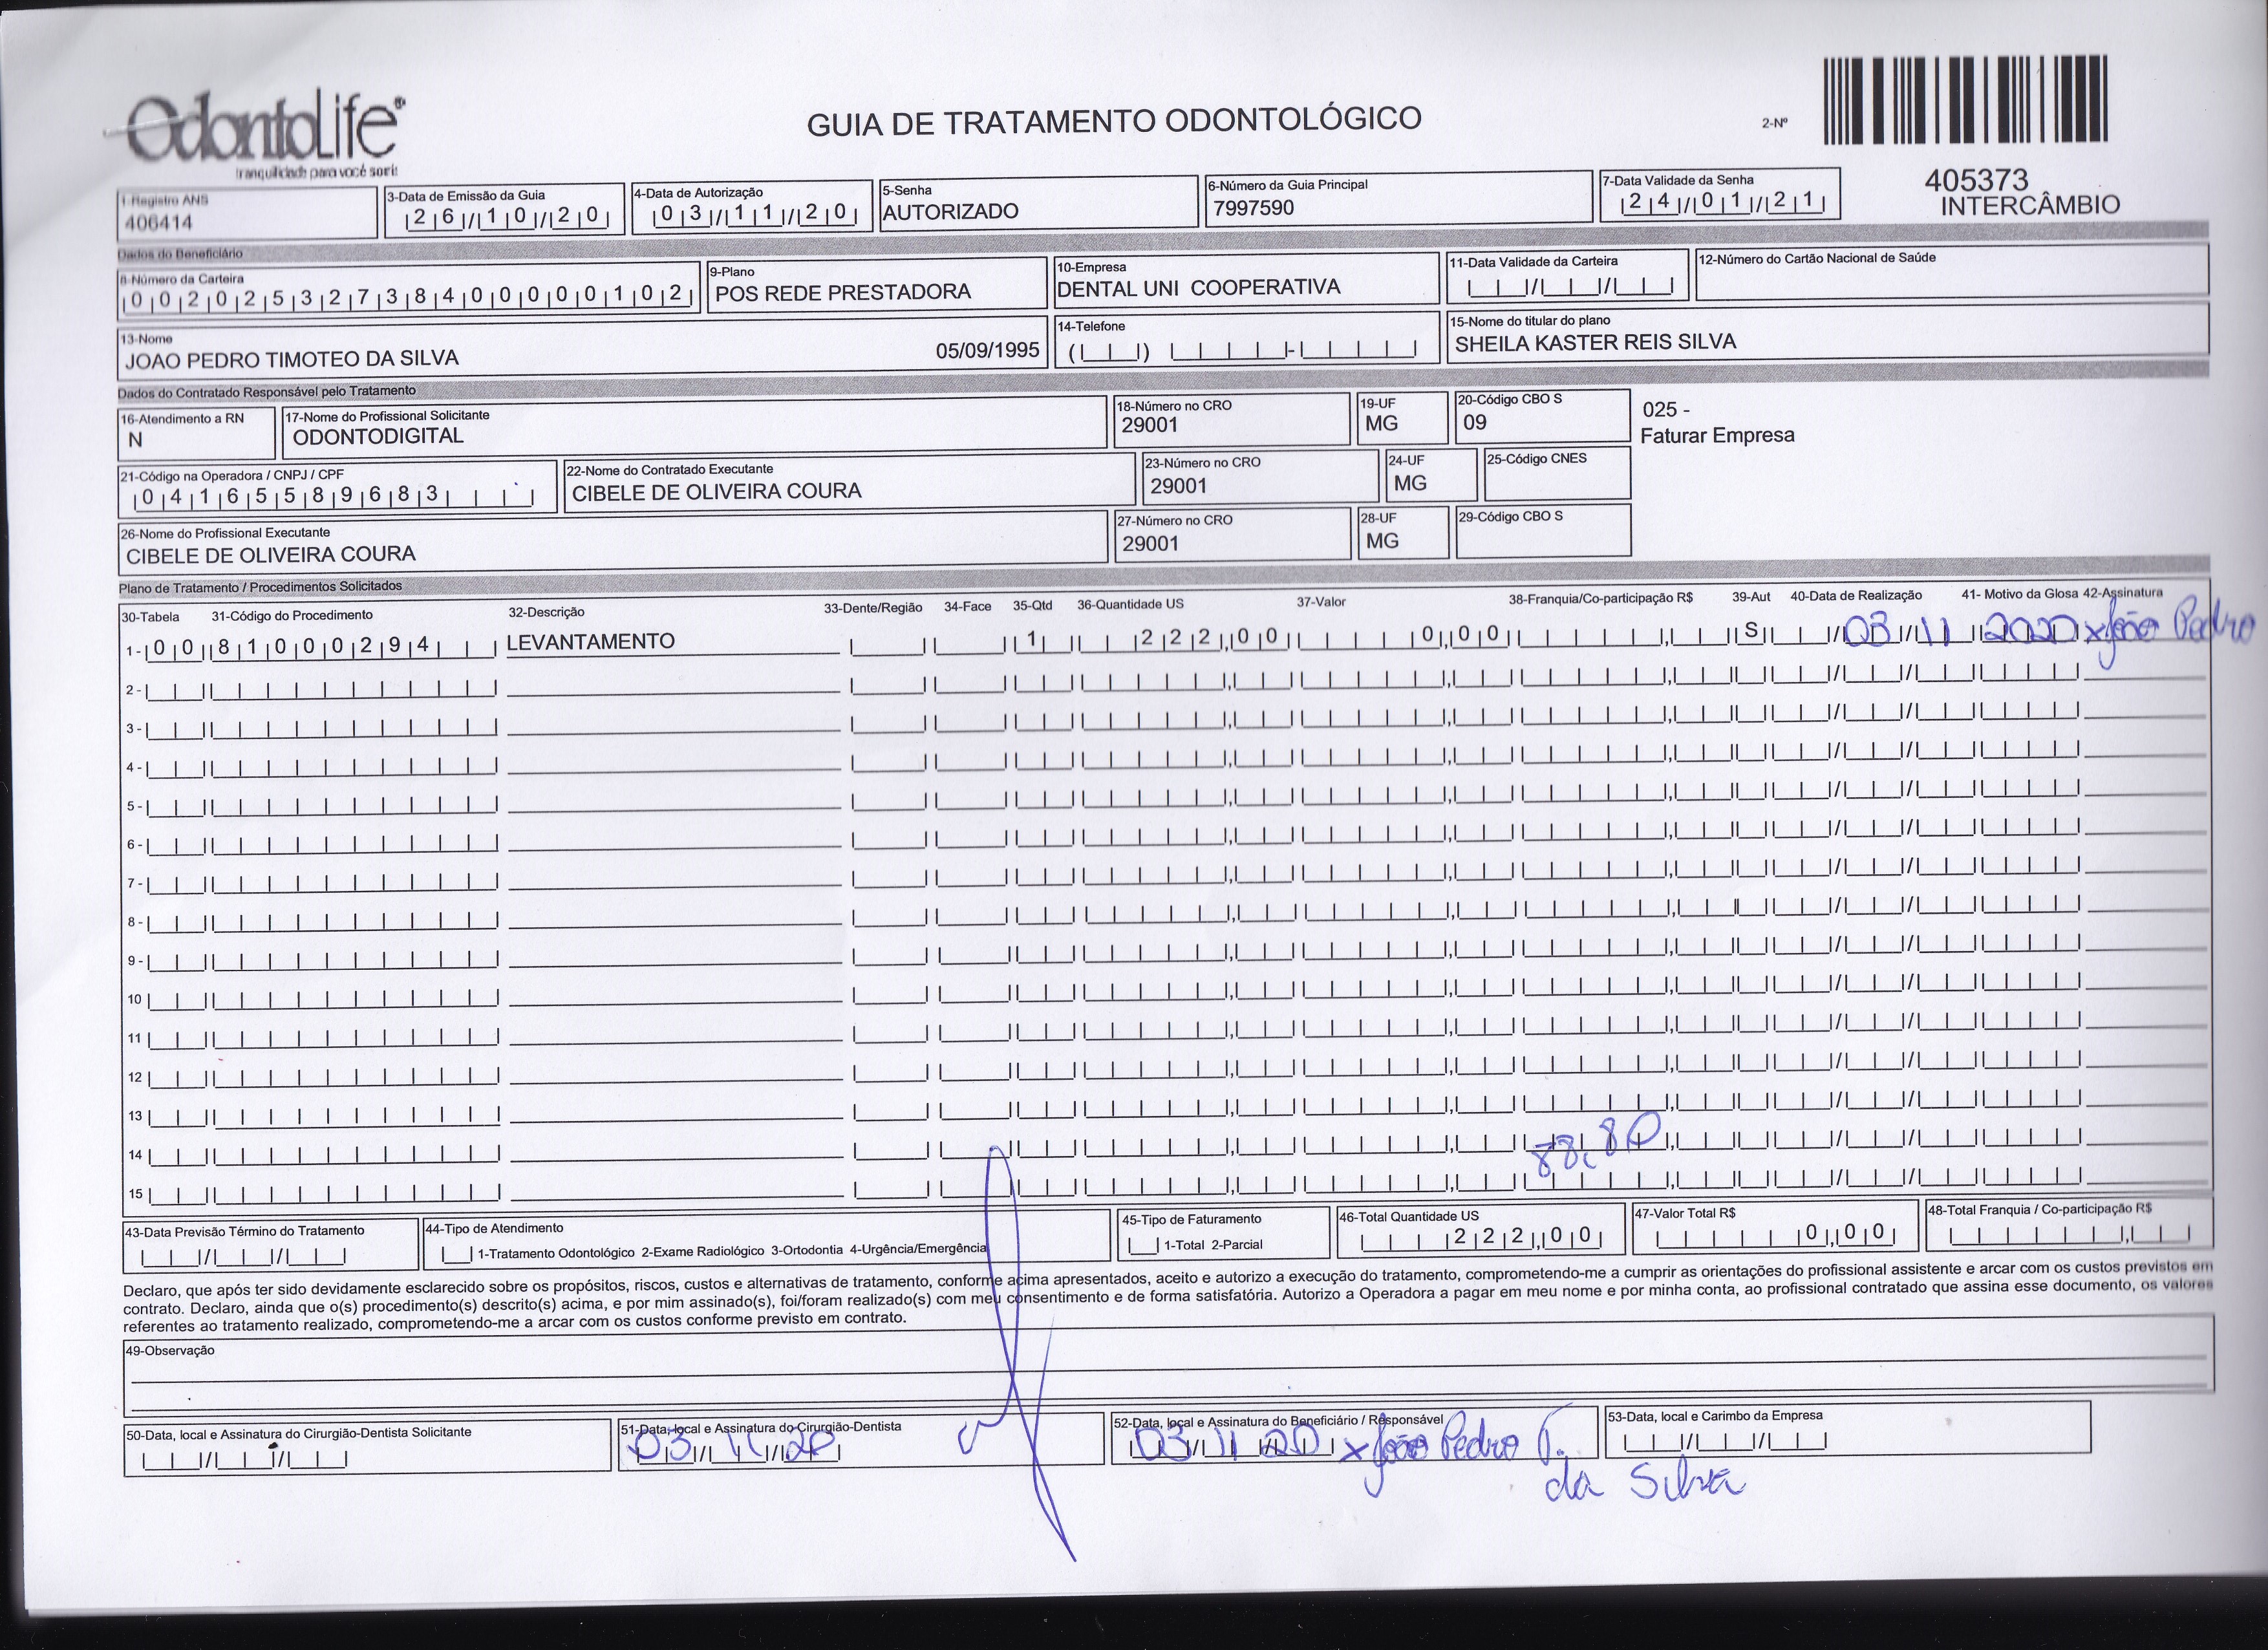 OdontoLife®
tranquilidade para você sorrir
GUIA DE TRATAMENTO ODONTOLÓGICO
2-Nº
405373
INTERCÂMBIO
1-Registro ANS
406414
3-Data de Emissão da Guia
26/10/20
4-Data de Autorização
03/11/20
5-Senha
AUTORIZADO
6-Número da Guia Principal
7997590
7-Data Validade da Senha
24/01/21
Dados do Beneficiário
8-Número da Carteira
00202532738400000102
9-Plano
POS REDE PRESTADORA
10-Empresa
DENTAL UNI COOPERATIVA
11-Data Validade da Carteira
12-Número do Cartão Nacional de Saúde
13-Nome
JOAO PEDRO TIMOTEO DA SILVA 05/09/1995
14-Telefone
15-Nome do titular do plano
SHEILA KASTER REIS SILVA
Dados do Contratado Responsável pelo Tratamento
16-Atendimento a RN
N
17-Nome do Profissional Solicitante
ODONTODIGITAL
18-Número no CRO
29001
19-UF
MG
20-Código CBO S
09
025 -
Faturar Empresa
21-Código na Operadora / CNPJ / CPF
04165589683
22-Nome do Contratado Executante
CIBELE DE OLIVEIRA COURA
23-Número no CRO
29001
24-UF
MG
25-Código CNES
26-Nome do Profissional Executante
CIBELE DE OLIVEIRA COURA
27-Número no CRO
29001
28-UF
MG
29-Código CBO S
Plano de Tratamento / Procedimentos Solicitados
30-Tabela 31-Código do Procedimento 32-Descrição 33-Dente/Região 34-Face 35-Qtd 36-Quantidade US 37-Valor 38-Franquia/Co-participação R$ 39-Aut 40-Data de Realização 41- Motivo da Glosa 42-Assinatura
1- 00 81000294 LEVANTAMENTO 1 222,00 0,00 S 03/11/2020 x João Pedro
2-
3-
4-
5-
6-
7-
8-
9-
10
11
12
13
14 88,80
15
43-Data Previsão Término do Tratamento
44-Tipo de Atendimento
1-Tratamento Odontológico 2-Exame Radiológico 3-Ortodontia 4-Urgência/Emergência
45-Tipo de Faturamento
1-Total 2-Parcial
46-Total Quantidade US
222,00
47-Valor Total R$
0,00
48-Total Franquia / Co-participação R$
Declaro, que após ter sido devidamente esclarecido sobre os propósitos, riscos, custos e alternativas de tratamento, conforme acima apresentados, aceito e autorizo a execução do tratamento, comprometendo-me a cumprir as orientações do profissional assistente e arcar com os custos previstos em
contrato. Declaro, ainda que o(s) procedimento(s) descrito(s) acima, e por mim assinado(s), foi/foram realizado(s) com meu consentimento e de forma satisfatória. Autorizo a Operadora a pagar em meu nome e por minha conta, ao profissional contratado que assina esse documento, os valores
referentes ao tratamento realizado, comprometendo-me a arcar com os custos conforme previsto em contrato.
49-Observação
50-Data, local e Assinatura do Cirurgião-Dentista Solicitante
51-Data, local e Assinatura do Cirurgião-Dentista
03/11/20
52-Data, local e Assinatura do Beneficiário / Responsável
03/11/20 x João Pedro T.
da Silva
53-Data, local e Carimbo da Empresa